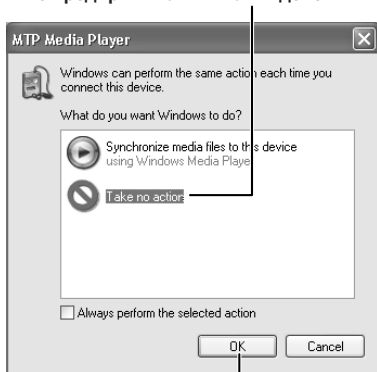 MTP Media Player
Windows can perform the same action each time you
connect this device.
What do you want Windows to do?
Synchronize media files to this device
using Windows Media Player
Take no action
Always perform the selected action
OK Cancel